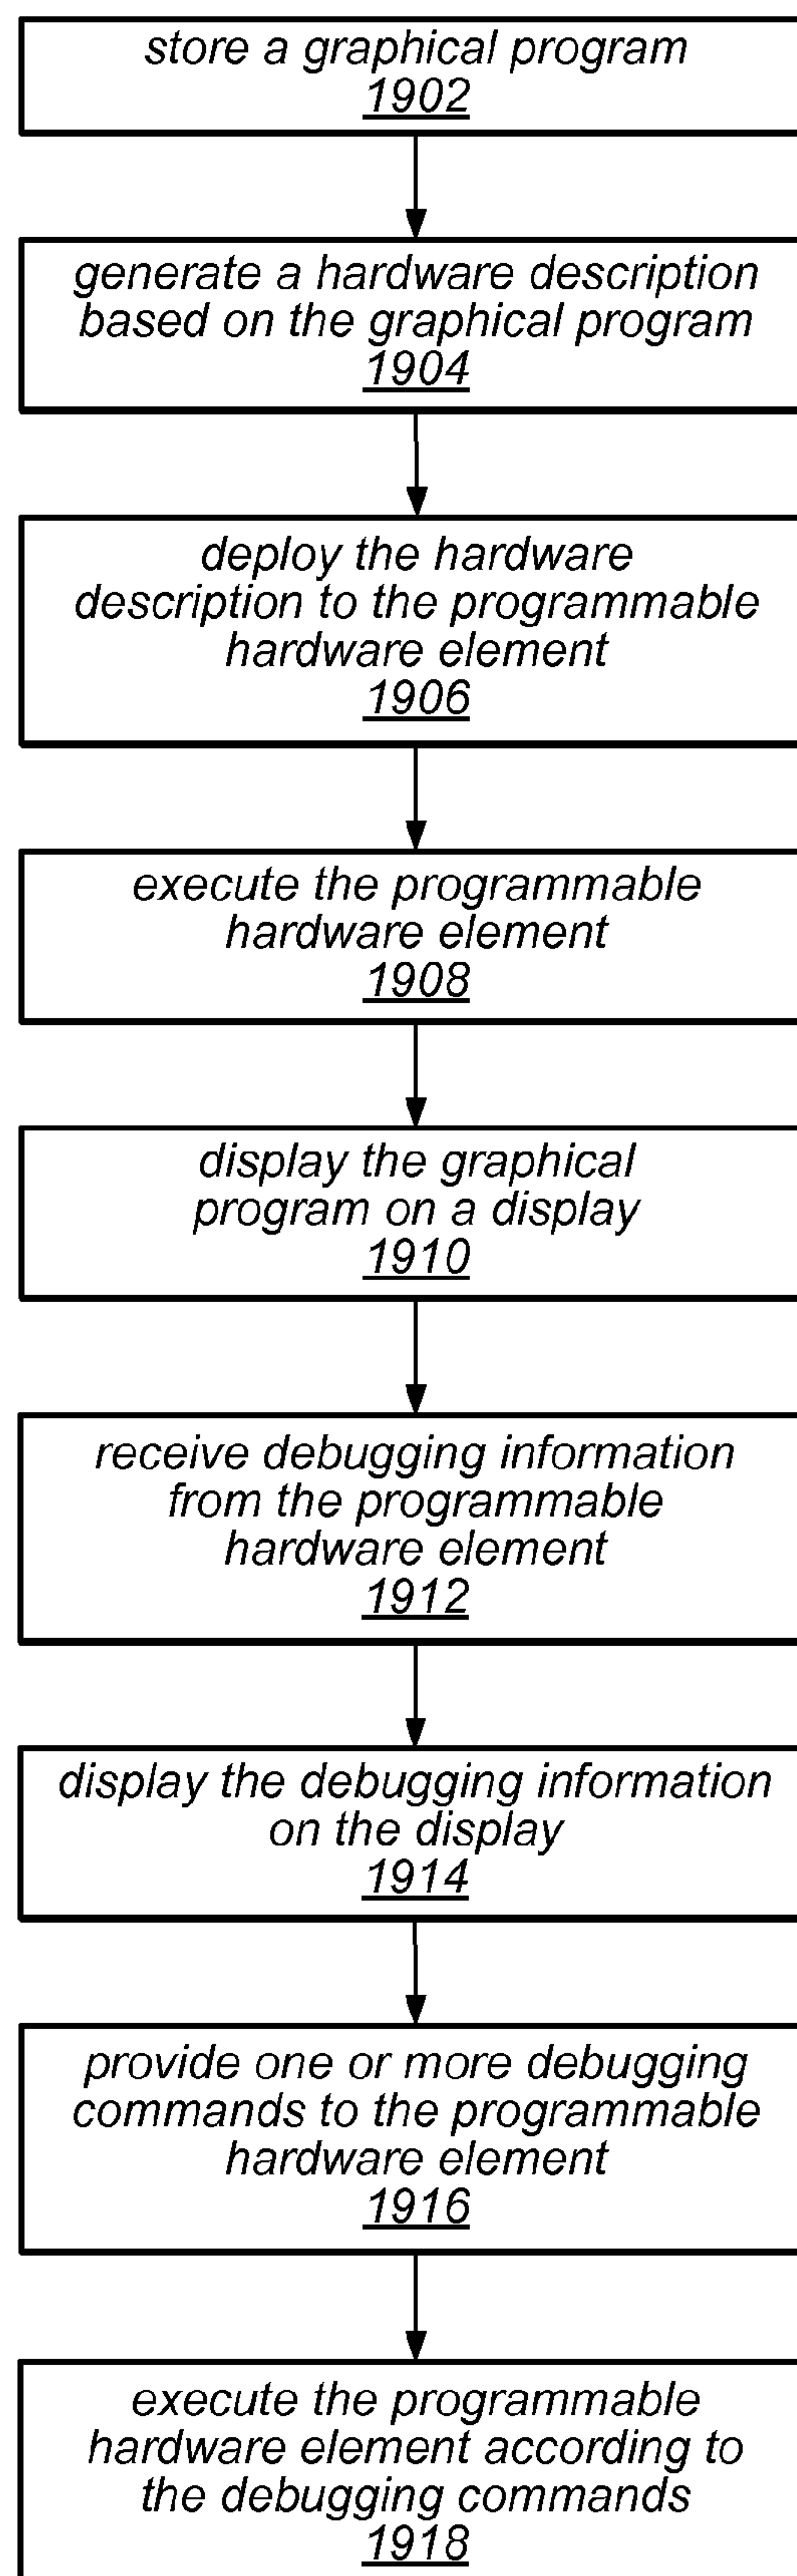 store a graphical program
1902
generate a hardware description
based on the graphical program
1904
deploy the hardware
description to the programmable
hardware element
1906
execute the programmable
hardware element
1908
display the graphical
program on a display
1910
receive debugging information
from the programmable
hardware element
1912
display the debugging information
on the display
1914
provide one or more debugging
commands to the programmable
hardware element
1916
execute the programmable
hardware element according to
the debugging commands
1918